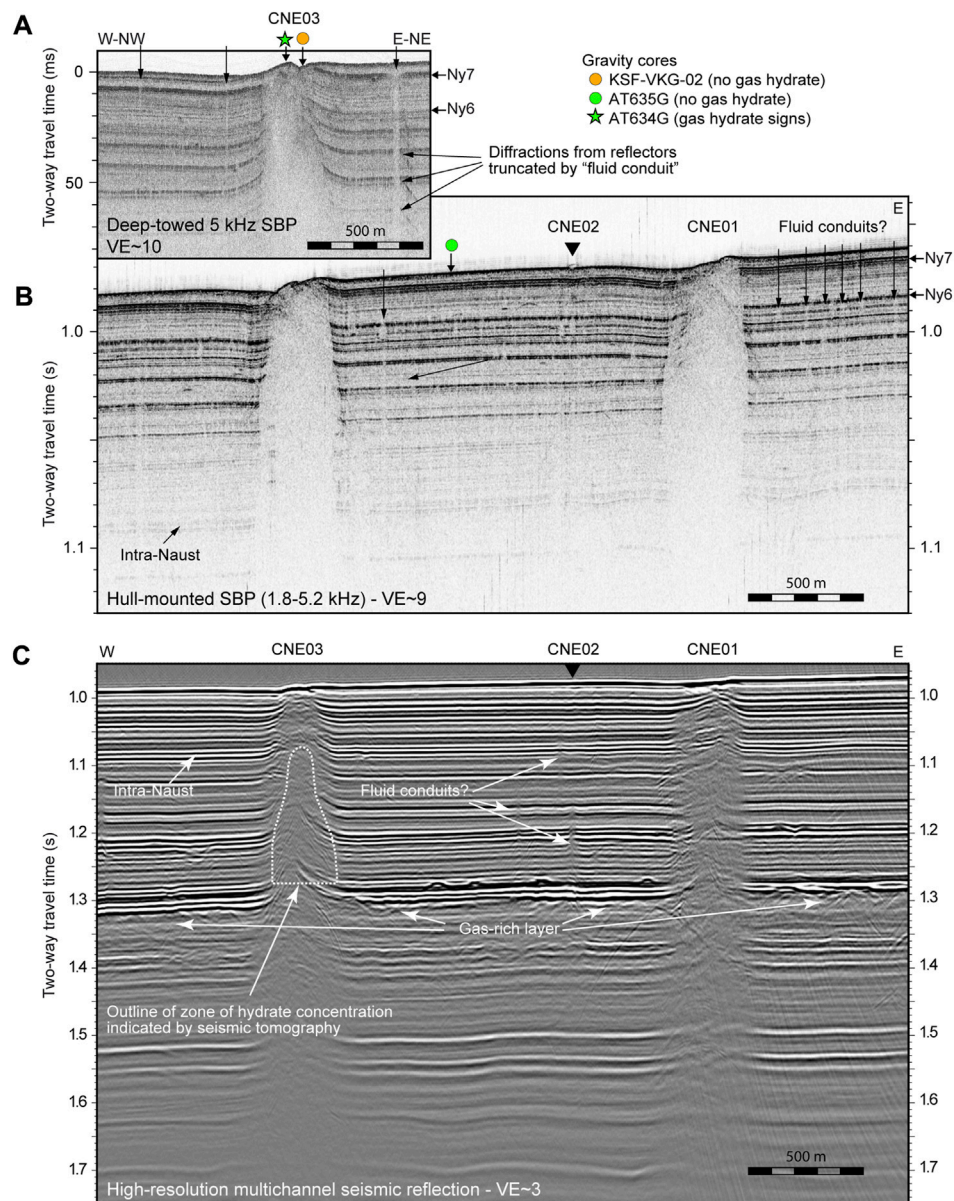 A
CNE03
W-NW
E-NE
Two-way travel time (ms)
0
50
Ny7
Ny6
Gravity cores
KSF-VKG-02 (no gas hydrate)
AT635G (no gas hydrate)
AT634G (gas hydrate signs)
Diffractions from reflectors
truncated by “fluid conduit”
Deep-towed 5 kHz SBP
VE~10
500 m
B
CNE02
CNE01
Fluid conduits?
E
Ny7
Ny6
Two-way travel time (s)
1.0
1.1
1.0
1.1
Intra-Naust
Hull-mounted SBP (1.8-5.2 kHz) - VE~9
500 m
C
W
CNE03
CNE02
CNE01
E
Two-way travel time (s)
1.0
1.1
1.2
1.3
1.4
1.5
1.6
1.7
1.0
1.1
1.2
1.3
1.4
1.5
1.6
1.7
Intra-Naust
Fluid conduits?
Gas-rich layer
Outline of zone of hydrate concentration
indicated by seismic tomography
500 m
High-resolution multichannel seismic reflection - VE~3